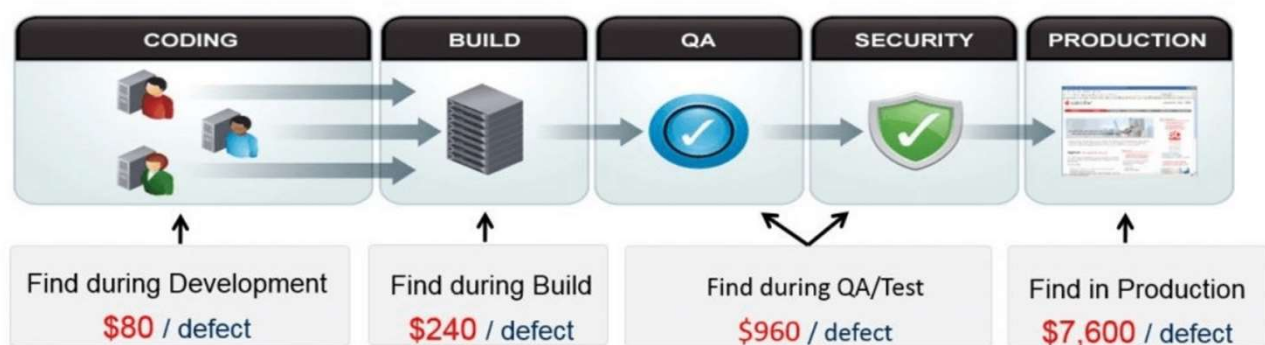 CODING
BUILD
QA
SECURITY
PRODUCTION
Find during Development
$80 / defect
Find during Build
$240 / defect
Find during QA/Test
$960 / defect
Find in Production
$7,600 / defect